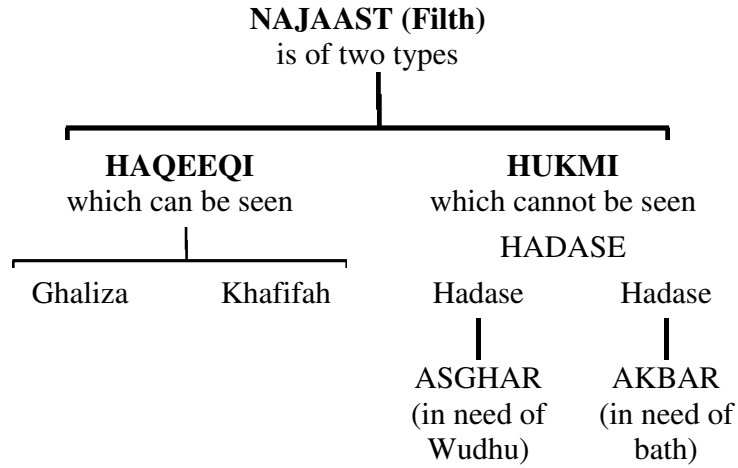 NAJAAST (Filth)
is of two types
HAQEEQI
which can be seen
HUKMI
which cannot be seen
HADASE
Ghaliza
Khafifah
Hadase
Hadase
ASGHAR
(in need of
Wudhu)
AKBAR
(in need of
bath)